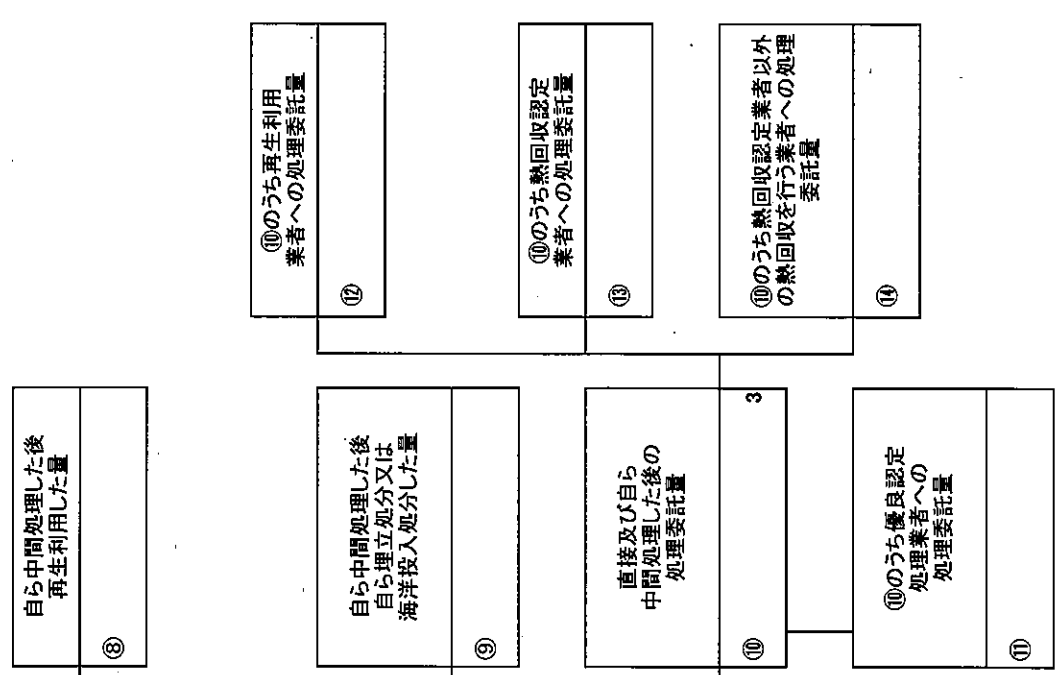 自ら中間処理した後
再生利用した量
⑧
自ら中間処理した後
自ら埋立処分又は
海洋投入処分した量
⑨
直接及び自ら
中間処理した後の
処理委託量
⑩
3
⑩のうち優良認定
処理業者への
処理委託量
⑪
⑩のうち再生利用
業者への処理委託量
⑫
⑩のうち熱回収認定
業者への処理委託量
⑬
⑩のうち熱回収認定業者以外
の熱回収を行う業者への処理
委託量
⑭